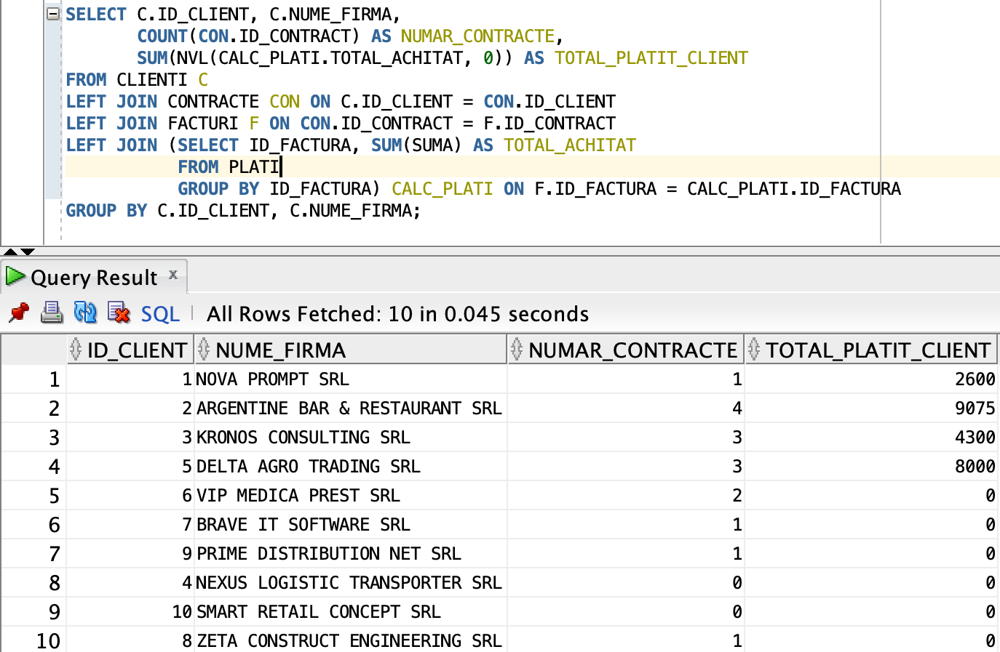 SELECT C.ID_CLIENT, C.NUME_FIRMA,
COUNT(CON.ID_CONTRACT) AS NUMAR_CONTRACTE,
SUM(NVL(CALC_PLATI.TOTAL_ACHITAT, 0)) AS TOTAL_PLATIT_CLIENT
FROM CLIENTI C
LEFT JOIN CONTRACTE CON ON C.ID_CLIENT = CON.ID_CLIENT
LEFT JOIN FACTURI F ON CON.ID_CONTRACT = F.ID_CONTRACT
LEFT JOIN (SELECT ID_FACTURA, SUM(SUMA) AS TOTAL_ACHITAT
FROM PLATI
GROUP BY ID_FACTURA) CALC_PLATI ON F.ID_FACTURA = CALC_PLATI.ID_FACTURA
GROUP BY C.ID_CLIENT, C.NUME_FIRMA;
Query Result x
SQL | All Rows Fetched: 10 in 0.045 seconds
ID_CLIENT NUME_FIRMA NUMAR_CONTRACTE TOTAL_PLATIT_CLIENT
1 1 NOVA PROMPT SRL 1 2600
2 2 ARGENTINE BAR & RESTAURANT SRL 4 9075
3 3 KRONOS CONSULTING SRL 3 4300
4 5 DELTA AGRO TRADING SRL 3 8000
5 6 VIP MEDICA PREST SRL 2 0
6 7 BRAVE IT SOFTWARE SRL 1 0
7 9 PRIME DISTRIBUTION NET SRL 1 0
8 4 NEXUS LOGISTIC TRANSPORTER SRL 0 0
9 10 SMART RETAIL CONCEPT SRL 0 0
10 8 ZETA CONSTRUCT ENGINEERING SRL 1 0